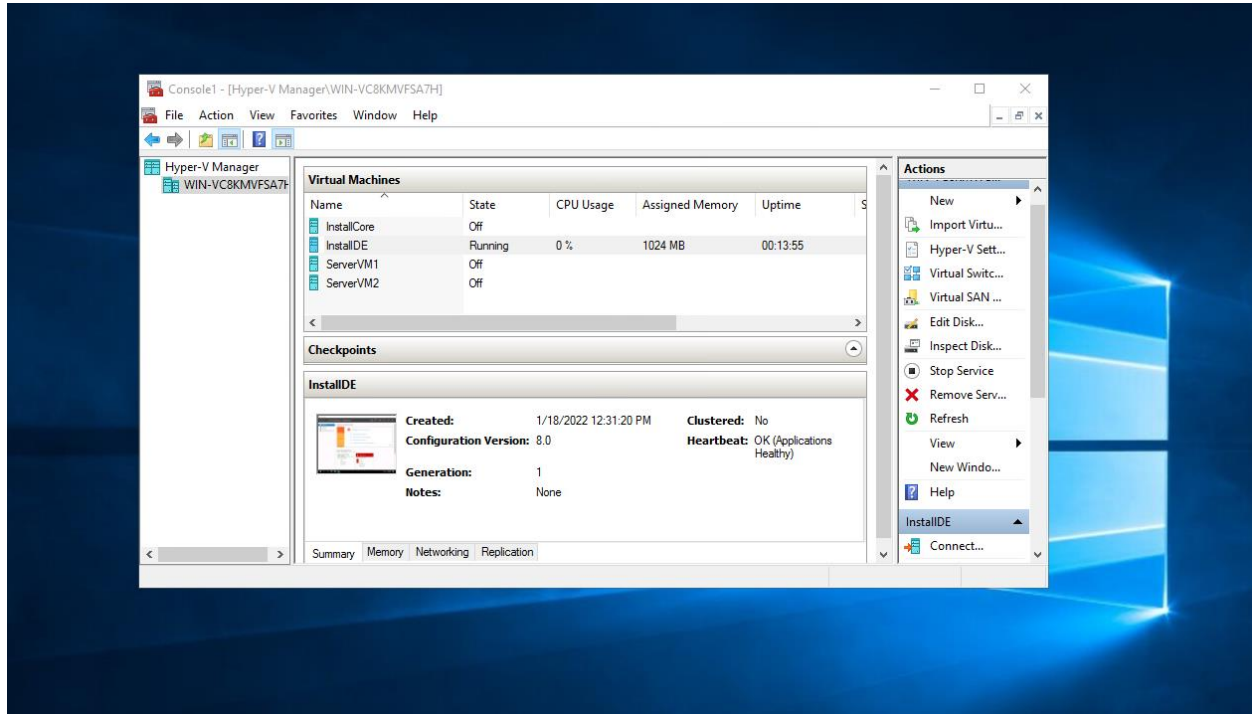 Console1 - [Hyper-V Manager\WIN-VC8KMVFSA7H]
File Action View Favorites Window Help
Hyper-V Manager
WIN-VC8KMVFSA7H
Virtual Machines
Name State CPU Usage Assigned Memory Uptime S
InstallCore Off
InstallDE Running 0 % 1024 MB 00:13:55
ServerVM1 Off
ServerVM2 Off
Checkpoints
InstallDE
Created: 1/18/2022 12:31:20 PM Clustered: No
Configuration Version: 8.0 Heartbeat: OK (Applications
Healthy)
Generation: 1
Notes: None
Summary Memory Networking Replication
Actions
New
Import Virtu...
Hyper-V Sett...
Virtual Switc...
Virtual SAN ...
Edit Disk...
Inspect Disk...
Stop Service
Remove Serv...
Refresh
View
New Windo...
Help
InstallDE
Connect...